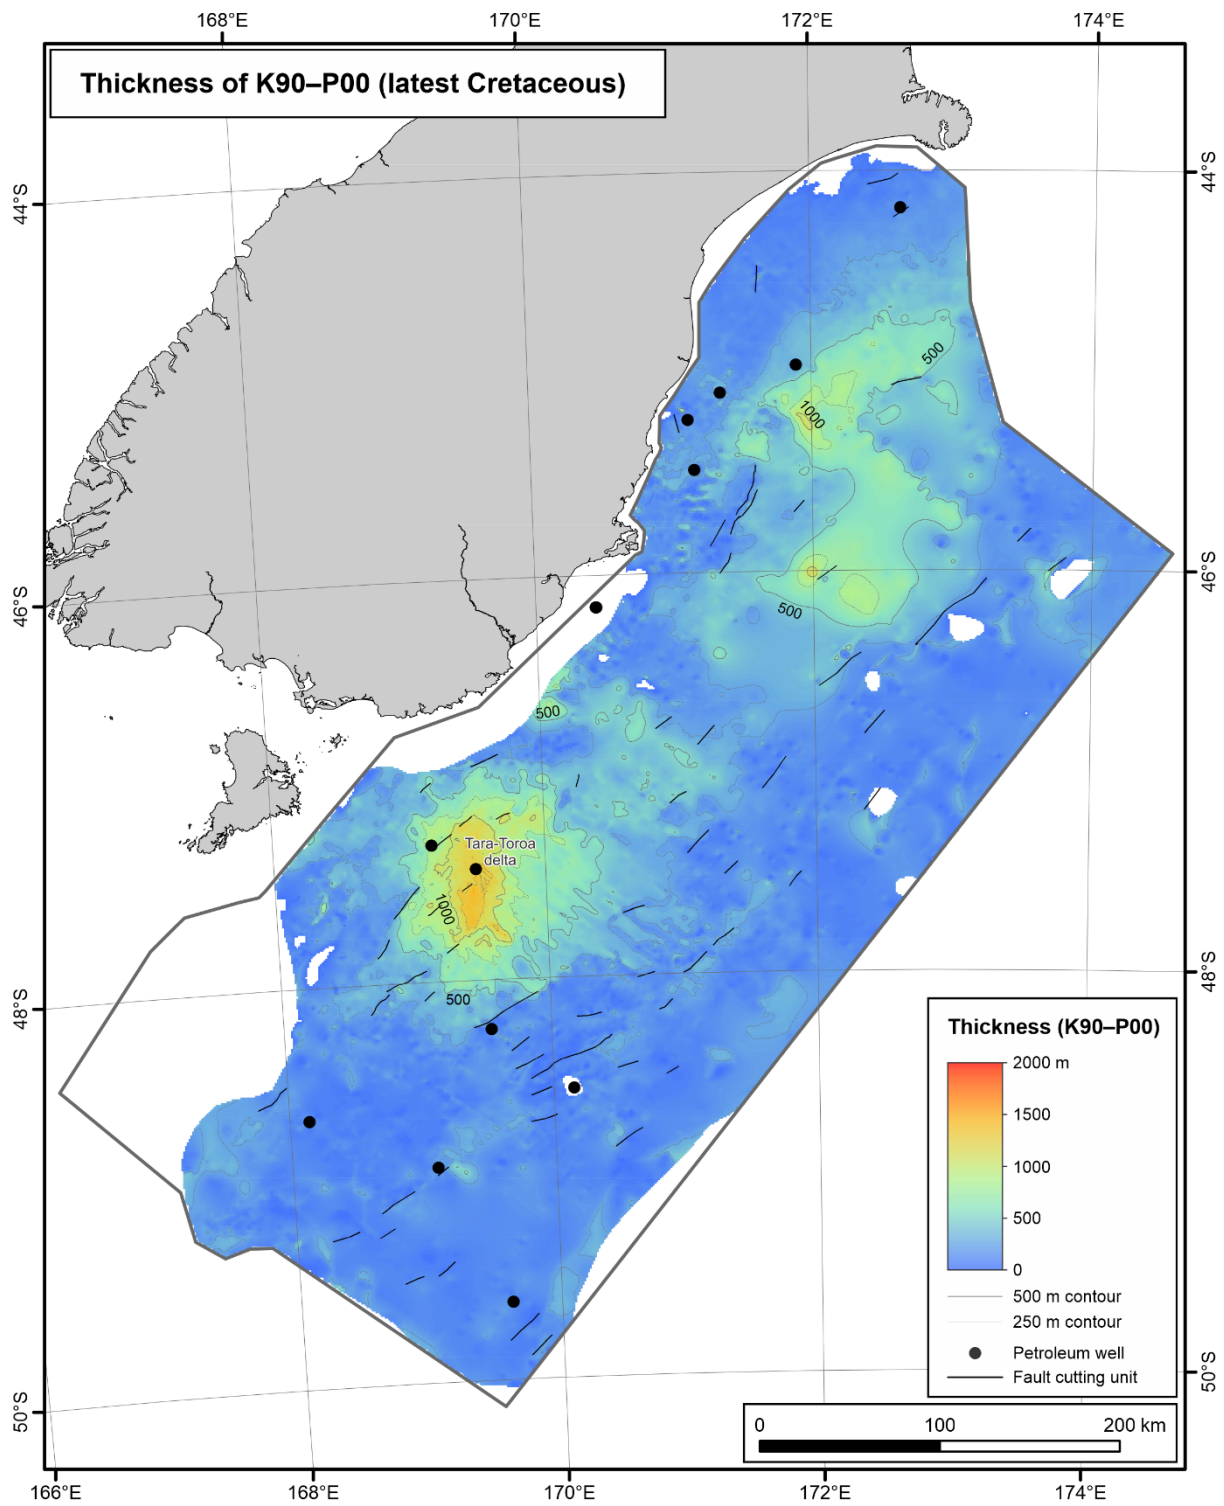 168°E
170°E
172°E
174°E
Thickness of K90–P00 (latest Cretaceous)
44°S
44°S
500
1000
46°S
46°S
500
500
Tara-Toroa
delta
1000
500
48°S
48°S
Thickness (K90–P00)
2000 m
1500
1000
500
0
500 m contour
250 m contour
Petroleum well
Fault cutting unit
50°S
50°S
0
100
200 km
166°E
168°E
170°E
172°E
174°E